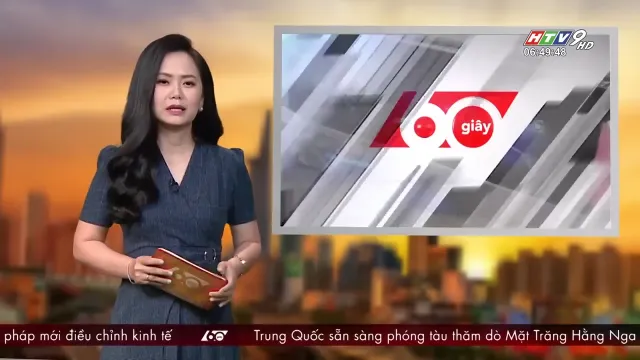 HTV9 HD
06:49:48
60 giây
pháp mới điều chỉnh kinh tế 60 Trung Quốc sẵn sàng phóng tàu thăm dò Mặt Trăng Hằng Nga